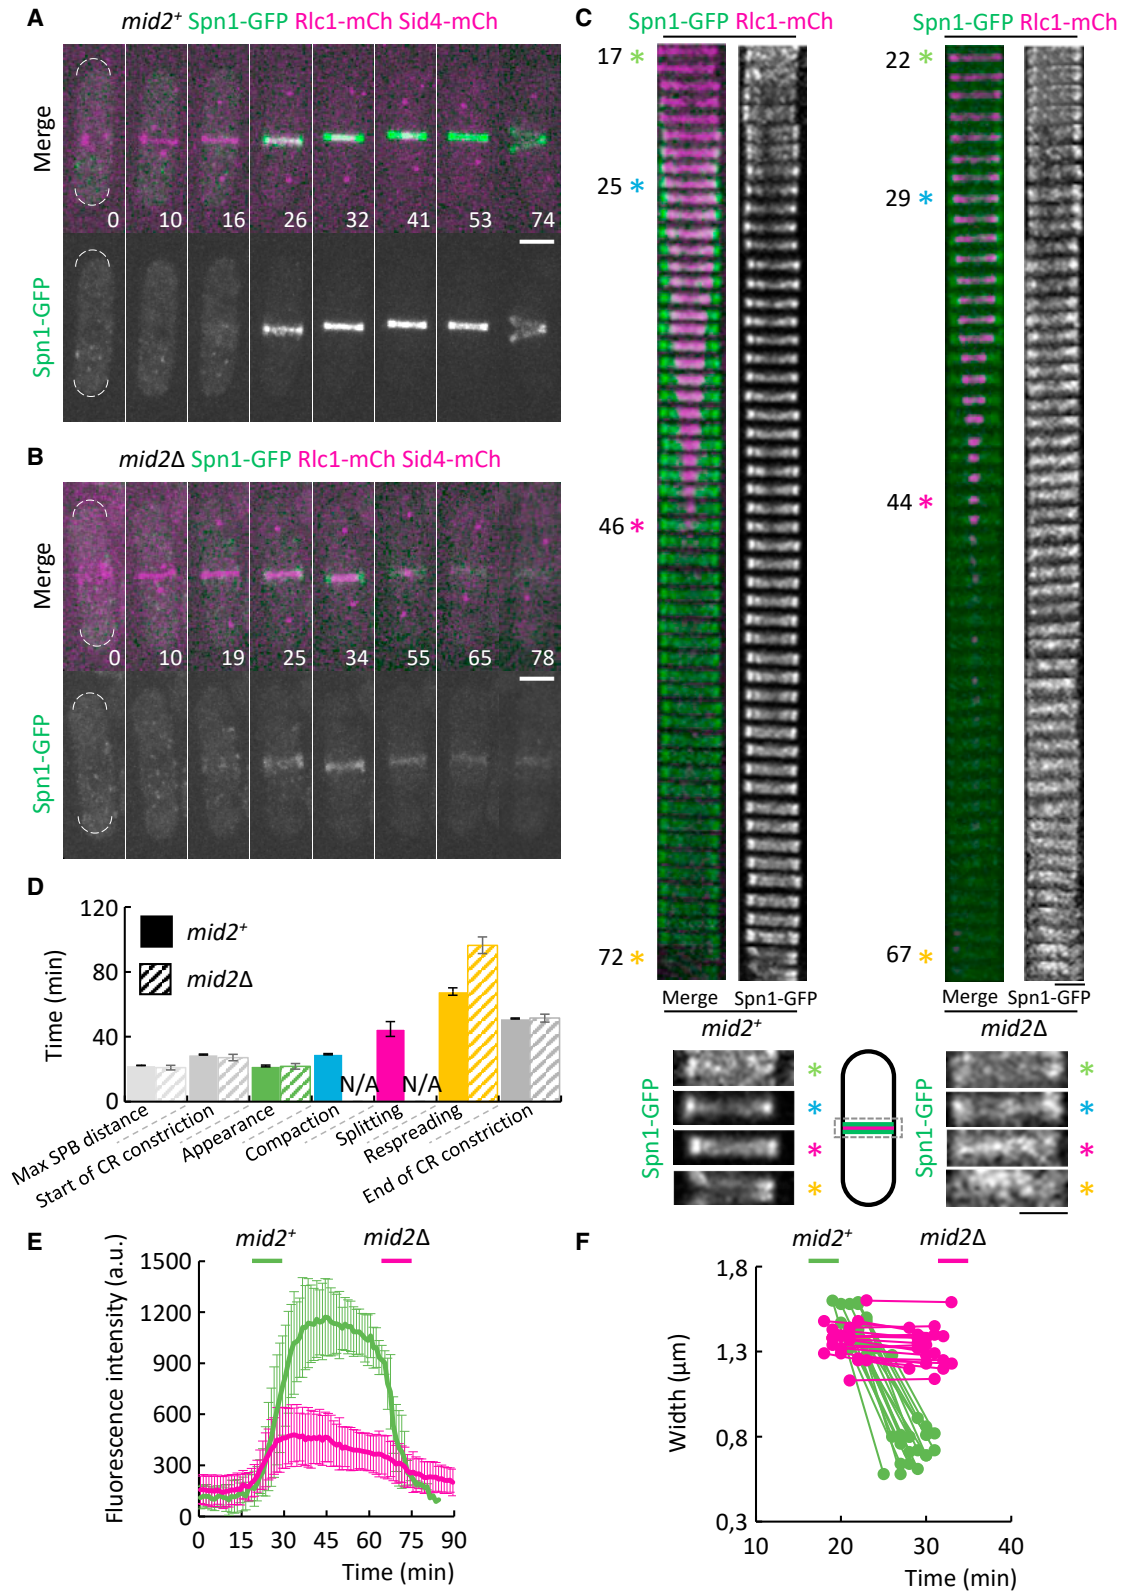 A
mid2+ Spn1-GFP Rlc1-mCh Sid4-mCh
Merge
0 10 16 26 32 41 53 74
Spn1-GFP
B
mid2Δ Spn1-GFP Rlc1-mCh Sid4-mCh
Merge
0 10 19 25 34 55 65 78
Spn1-GFP
C
Spn1-GFP Rlc1-mCh
17 *
25 *
46 *
72 *
Merge Spn1-GFP
mid2+
Spn1-GFP Rlc1-mCh
22 *
29 *
44 *
67 *
Merge Spn1-GFP
mid2Δ
Spn1-GFP
*
*
*
*
Spn1-GFP
*
*
*
*
D
Time (min)
120
80
40
0
mid2+
mid2Δ
N/A
N/A
Max SPB distance
Start of CR constriction
Appearance
Compaction
Splitting
Respreading
End of CR constriction
E
mid2+
mid2Δ
Fluorescence intensity (a.u.)
1500
1200
900
600
300
0
0 15 30 45 60 75 90
Time (min)
F
mid2+
mid2Δ
Width (µm)
1,8
1,3
0,8
0,3
10 20 30 40
Time (min)